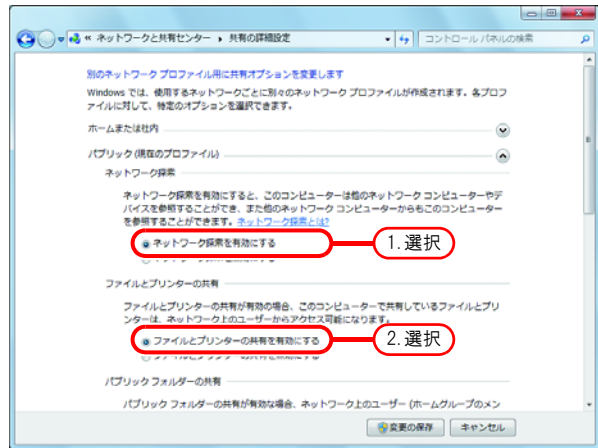 « ネットワークと共有センター ▸ 共有の詳細設定
コントロール パネルの検索
別のネットワーク プロファイル用に共有オプションを変更します
Windows では、使用するネットワークごとに別々のネットワーク プロファイルが作成されます。各プロフ
ァイルに対して、特定のオプションを選択できます。
ホームまたは社内
パブリック (現在のプロファイル)
ネットワーク探索
ネットワーク探索を有効にすると、このコンピューターは他のネットワーク コンピューターやデ
バイスを参照することができ、また他のネットワーク コンピューターからもこのコンピューター
を参照することができます。ネットワーク探索とは?
ネットワーク探索を有効にする
1.選択
ファイルとプリンターの共有
ファイルとプリンターの共有が有効の場合、このコンピューターで共有しているファイルとプリ
ンターは、ネットワーク上のユーザーからアクセス可能になります。
ファイルとプリンターの共有を有効にする
2.選択
パブリック フォルダーの共有
パブリック フォルダーの共有が有効な場合、ネットワーク上のユーザー (ホームグループのメン
変更の保存
キャンセル